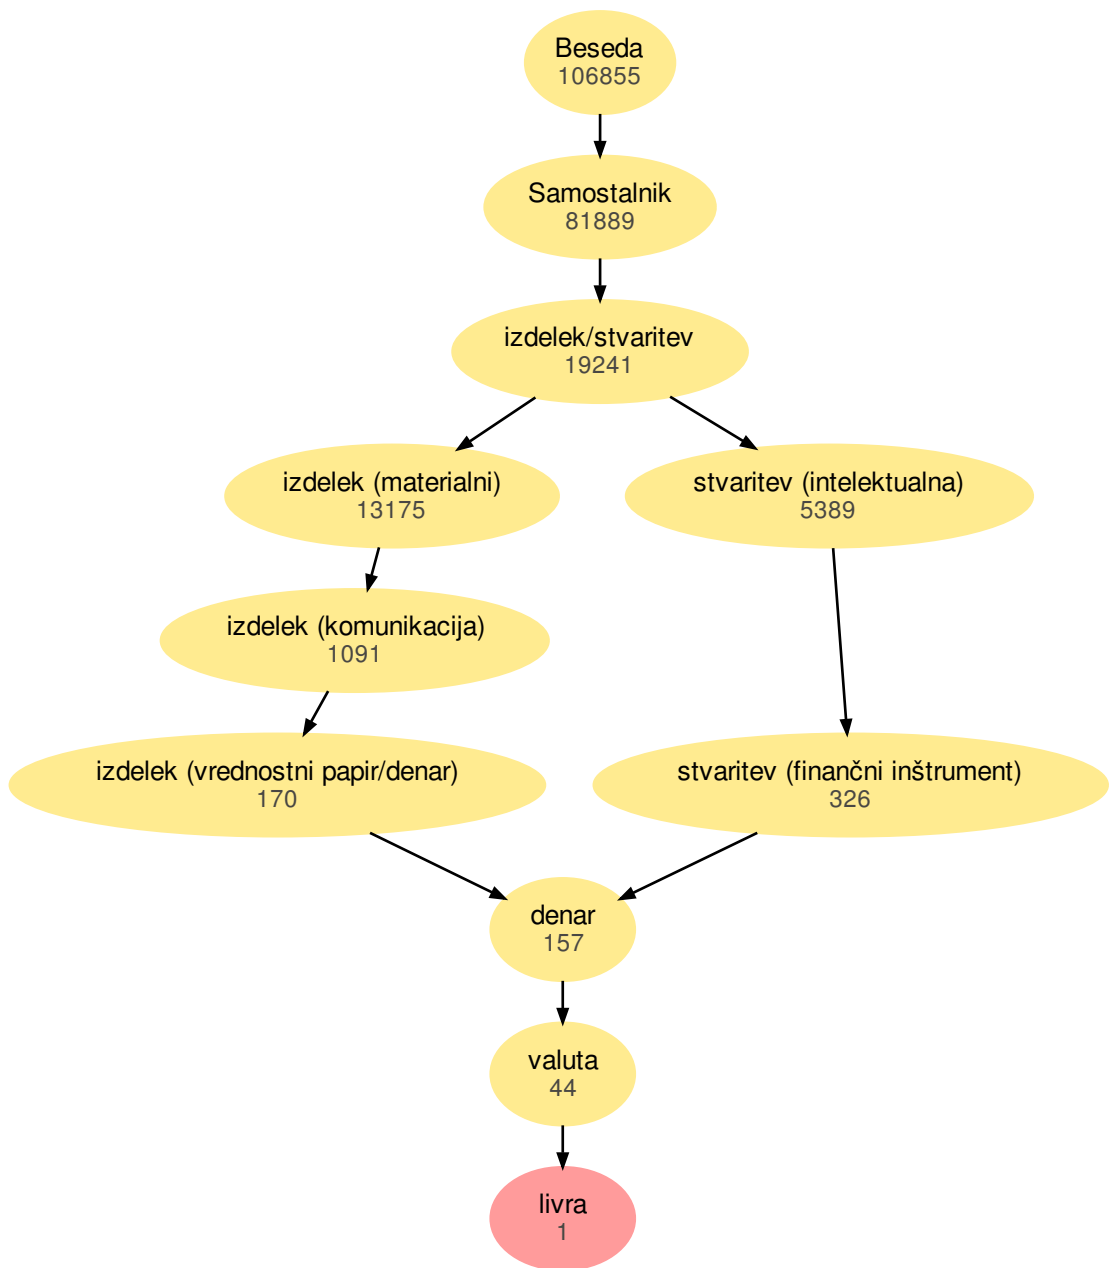 Beseda
106855
Samostalnik
81889
izdelek/stvaritev
19241
izdelek (materialni)
13175
stvaritev (intelektualna)
5389
izdelek (komunikacija)
1091
izdelek (vrednostni papir/denar)
170
stvaritev (finančni inštrument)
326
denar
157
valuta
44
livra
1